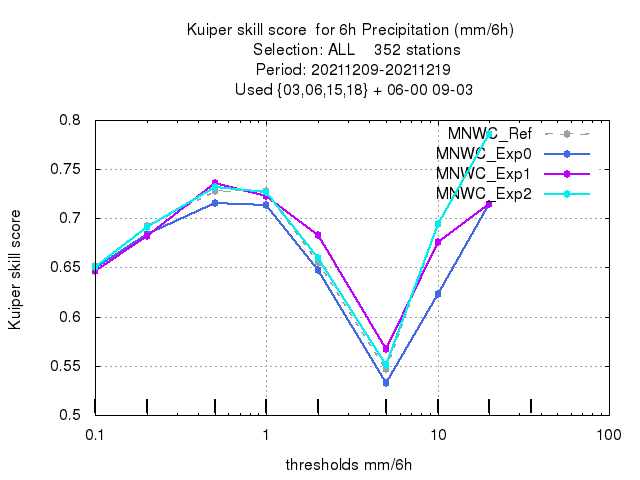 Kuiper skill score  for 6h Precipitation (mm/6h)
Selection: ALL    352 stations
Period: 20211209-20211219
Used {03,06,15,18} + 06-00 09-03
Kuiper skill score
0.8
0.75
0.7
0.65
0.6
0.55
0.5
MNWC_Ref
MNWC_Exp0
MNWC_Exp1
MNWC_Exp2
0.1 1 10 100
thresholds mm/6h